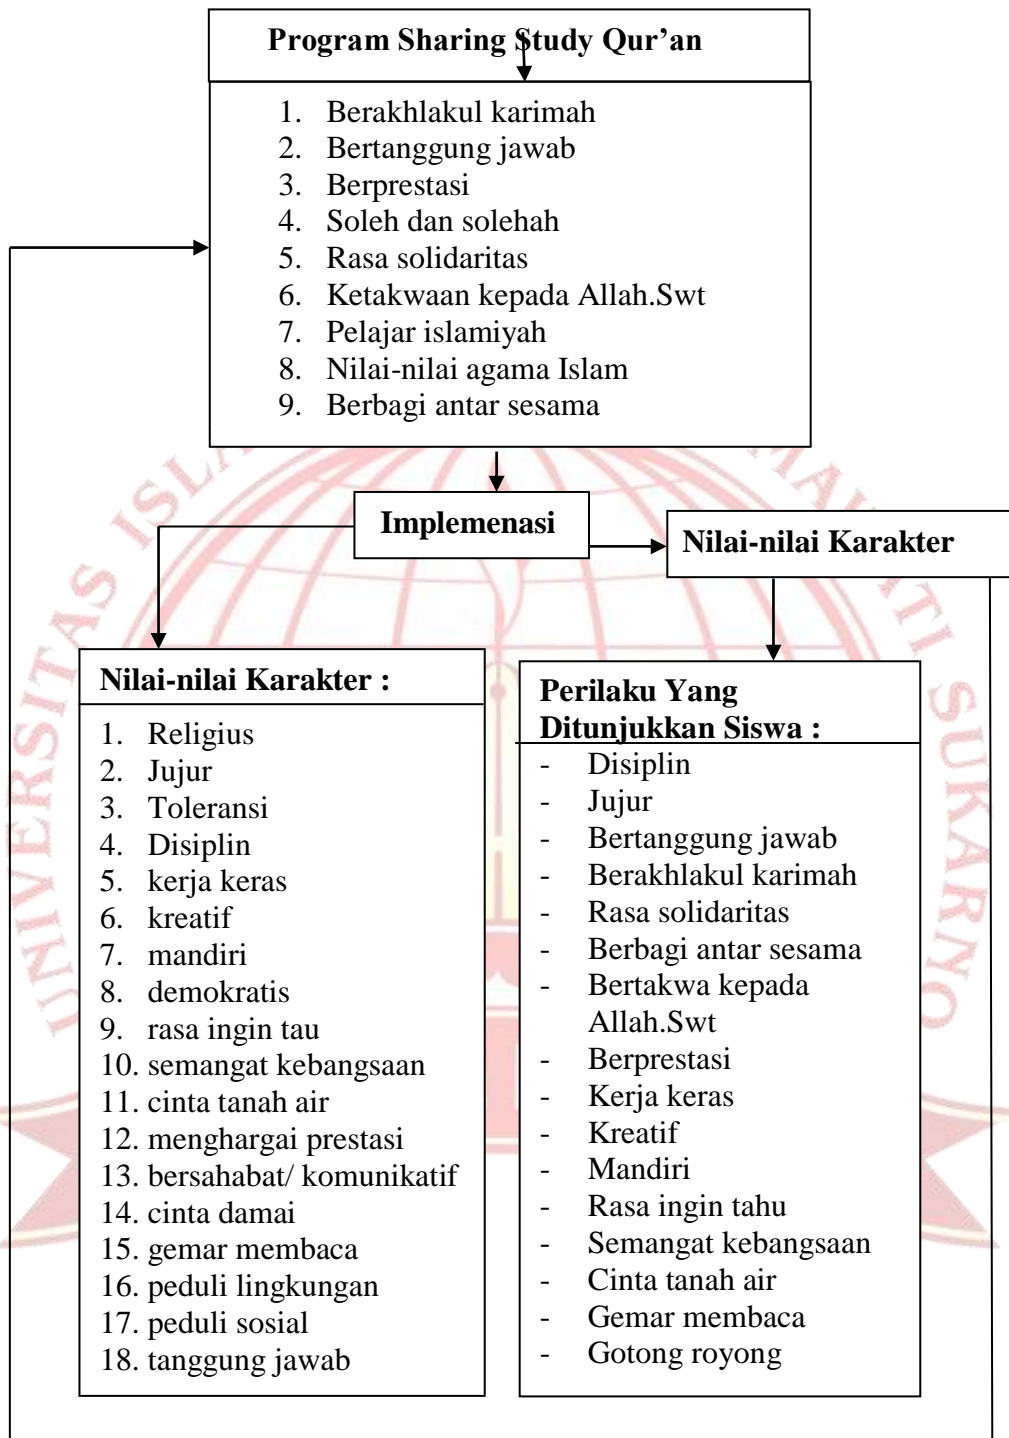 Program Sharing Study Qur’an
1. Berakhlakul karimah
2. Bertanggung jawab
3. Berprestasi
4. Soleh dan solehah
5. Rasa solidaritas
6. Ketakwaan kepada Allah.Swt
7. Pelajar islamiyah
8. Nilai-nilai agama Islam
9. Berbagi antar sesama
Implemenasi
Nilai-nilai Karakter
Nilai-nilai Karakter :
1. Religius
2. Jujur
3. Toleransi
4. Disiplin
5. kerja keras
6. kreatif
7. mandiri
8. demokratis
9. rasa ingin tau
10. semangat kebangsaan
11. cinta tanah air
12. menghargai prestasi
13. bersahabat/ komunikatif
14. cinta damai
15. gemar membaca
16. peduli lingkungan
17. peduli sosial
18. tanggung jawab
Perilaku Yang
Ditunjukkan Siswa :
- Disiplin
- Jujur
- Bertanggung jawab
- Berakhlakul karimah
- Rasa solidaritas
- Berbagi antar sesama
- Bertakwa kepada
Allah.Swt
- Berprestasi
- Kerja keras
- Kreatif
- Mandiri
- Rasa ingin tahu
- Semangat kebangsaan
- Cinta tanah air
- Gemar membaca
- Gotong royong
UNIVERSITAS ISLAM
SUKARNO